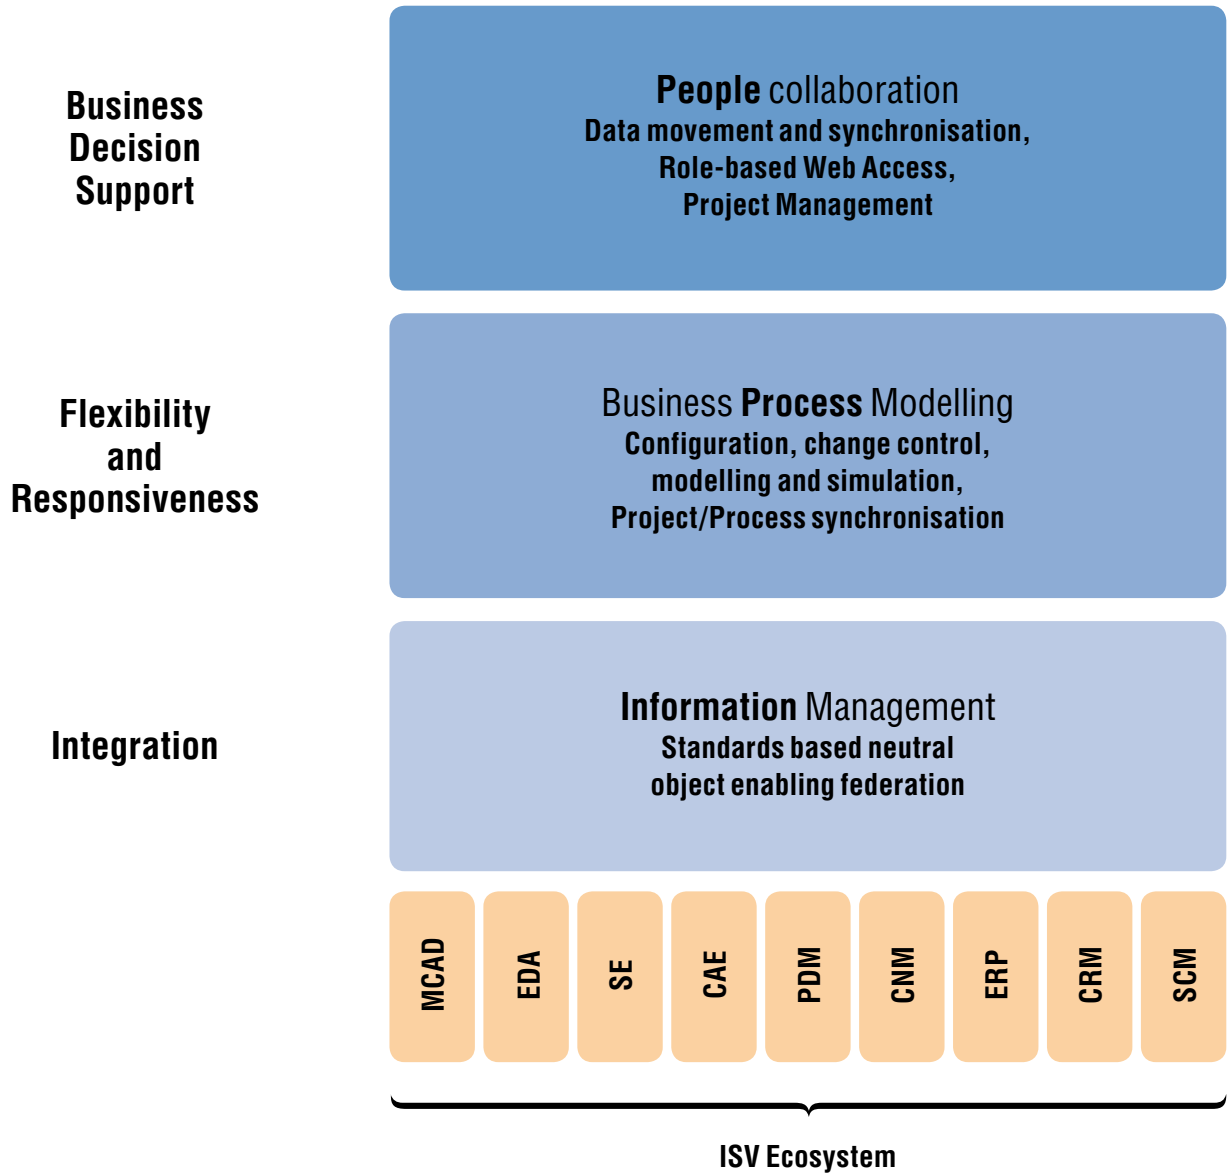 Business
Decision
Support
People collaboration
Data movement and synchronisation,
Role-based Web Access,
Project Management
Flexibility
and
Responsiveness
Business Process Modelling
Configuration, change control,
modelling and simulation,
Project/Process synchronisation
Integration
Information Management
Standards based neutral
object enabling federation
MCAD
EDA
SE
CAE
PDM
CNM
ERP
CRM
SCM
ISV Ecosystem